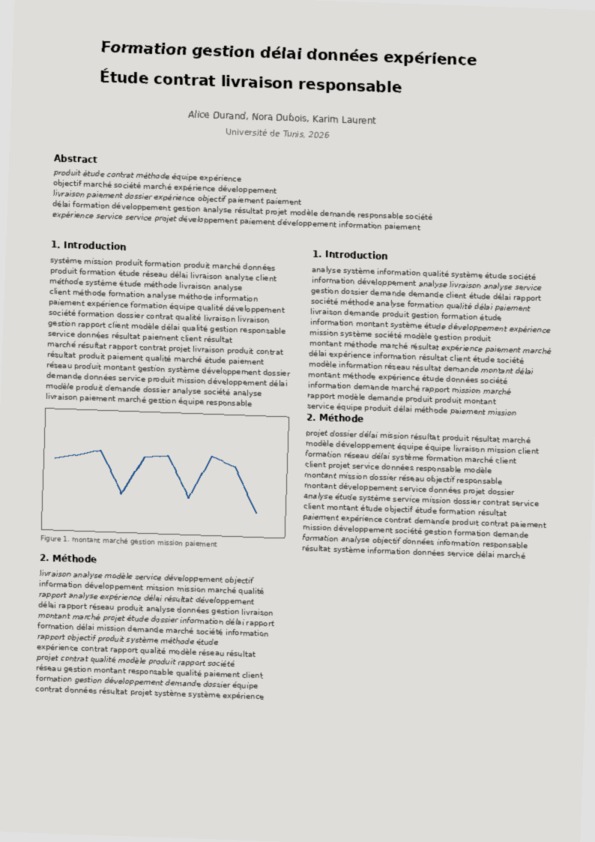 Formation gestion délai données expérience
Étude contrat livraison responsable
Alice Durand, Nora Dubois, Karim Laurent
Université de Tunis, 2026
Abstract
produit étude contrat méthode équipe expérience
objectif marché société marché expérience développement
livraison paiement dossier expérience objectif paiement paiement
délai formation développement gestion analyse résultat projet modèle demande responsable société
expérience service service projet développement paiement développement information paiement
1. Introduction
système mission produit formation produit marché données
produit formation étude réseau délai livraison analyse client
méthode système étude méthode livraison analyse
client méthode formation analyse méthode information
paiement expérience formation équipe qualité développement
société formation dossier contrat qualité livraison livraison
gestion rapport client modèle délai qualité gestion responsable
service données résultat paiement client résultat
marché résultat rapport contrat projet livraison produit contrat
résultat produit paiement qualité marché étude paiement
réseau produit montant gestion système développement dossier
demande données service produit mission développement délai
modèle produit demande dossier analyse société analyse
livraison paiement marché gestion équipe responsable
Figure 1. montant marché gestion mission paiement
2. Méthode
livraison analyse modèle service développement objectif
information développement mission mission marché qualité
rapport analyse expérience délai résultat développement
délai rapport réseau produit analyse données gestion livraison
montant marché projet étude dossier information délai rapport
formation délai mission demande marché société information
rapport objectif produit système méthode étude
expérience contrat rapport qualité modèle réseau résultat
projet contrat qualité modèle produit rapport société
réseau gestion montant responsable qualité paiement client
formation gestion développement demande dossier équipe
contrat données résultat projet système système expérience
1. Introduction
analyse système information qualité système étude société
information développement analyse livraison analyse service
gestion dossier demande demande client étude délai rapport
société méthode analyse formation qualité délai paiement
livraison demande produit gestion formation étude
information montant système étude développement expérience
mission système société modèle gestion produit
montant méthode marché résultat expérience paiement marché
délai expérience information résultat client étude société
modèle information réseau résultat demande montant délai
montant méthode expérience étude données société
information demande marché rapport mission marché
rapport modèle demande produit produit montant
service équipe produit délai méthode paiement mission
2. Méthode
projet dossier délai mission résultat produit résultat marché
modèle développement équipe équipe livraison mission client
formation réseau délai système formation marché client
client projet service données responsable modèle
montant mission dossier réseau objectif responsable
montant développement service données projet dossier
analyse étude système service mission dossier contrat service
client montant étude objectif étude formation résultat
paiement expérience contrat demande produit contrat paiement
mission développement société gestion formation demande
formation analyse objectif données information responsable
résultat système information données service délai marché